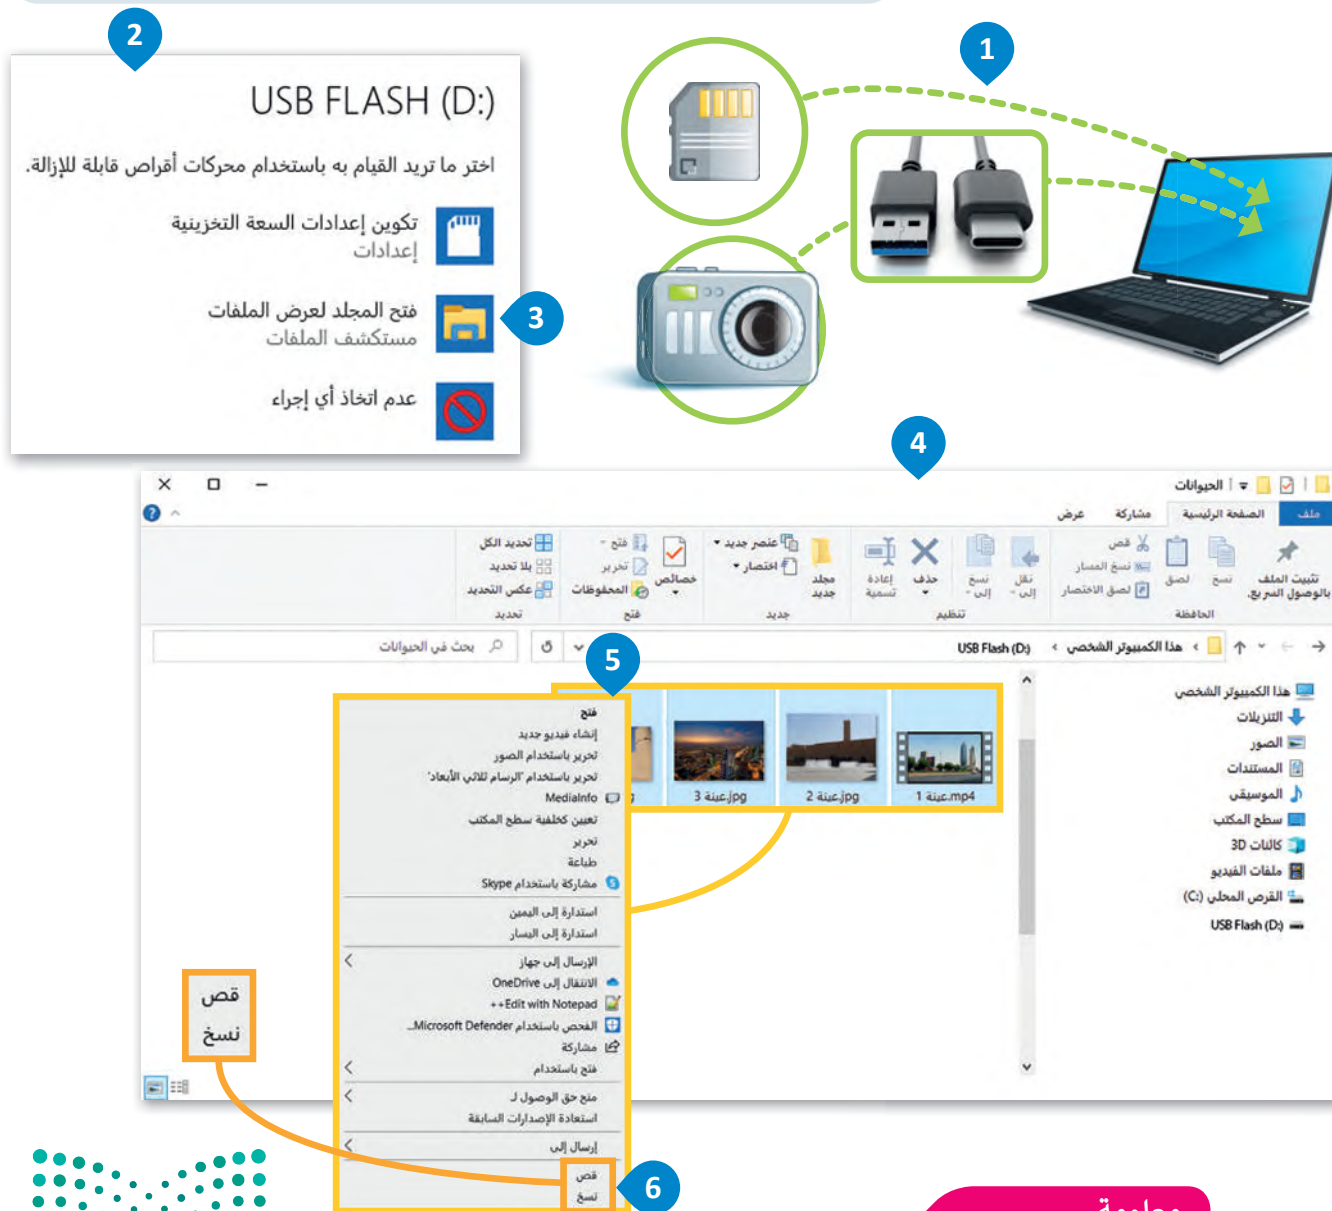 1
2
USB FLASH (D:)
اختر ما تريد القيام به باستخدام محركات أقراص قابلة للإزالة.
تكوين إعدادات السعة التخزينية
إعدادات
فتح المجلد لعرض الملفات
مستكشف الملفات
3
عدم اتخاذ أي إجراء
4
الحيوانات
ملف الصفحة الرئيسية مشاركة عرض
تثبيت الملف بالوصول السريع.
نسخ
لصق
قص
نسخ المسار
لصق الاختصار
الحافظة
نقل إلى
نسخ إلى
حذف
إعادة تسمية
تنظيم
مجلد جديد
عنصر جديد
اختصار
جديد
خصائص
فتح
تحرير
المحفوظات
فتح
تحديد الكل
بلا تحديد
عكس التحديد
تحديد
هذا الكمبيوتر الشخصي › USB Flash (D:)
بحث في الحيوانات
هذا الكمبيوتر الشخصي
التنزيلات
الصور
المستندات
الموسيقى
سطح المكتب
كائنات 3D
ملفات الفيديو
القرص المحلي (C:)
USB Flash (D:)
عينة 1.mp4
عينة 2.jpg
عينة 3.jpg
5
فتح
إنشاء فيديو جديد
تحرير باستخدام الصور
تحرير باستخدام "الرسام ثلاثي الأبعاد"
MediaInfo
تعيين كخلفية سطح المكتب
تحرير
طباعة
مشاركة باستخدام Skype
استدارة إلى اليمين
استدارة إلى اليسار
الإرسال إلى جهاز
الانتقال إلى OneDrive
Edit with Notepad++
الفحص باستخدام Microsoft Defender...
مشاركة
فتح باستخدام
منح حق الوصول لـ
استعادة الإصدارات السابقة
إرسال إلى
قص
نسخ
6
قص
نسخ